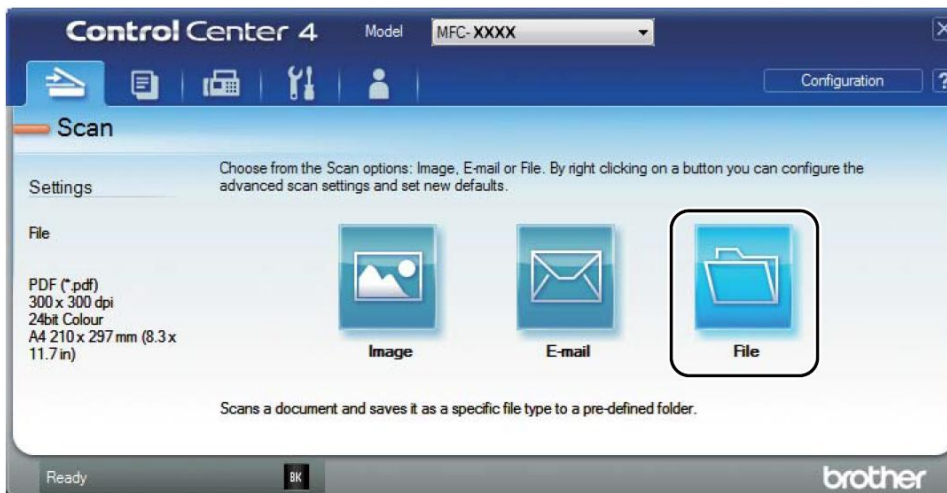 Control Center 4
Model
MFC-XXXX
Configuration
?
Scan
Settings
Choose from the Scan options: Image, E-mail or File. By right clicking on a button you can configure the
advanced scan settings and set new defaults.
File
PDF (*.pdf)
300 x 300 dpi
24bit Colour
A4 210 x 297 mm (8.3 x
11.7 in)
Image
E-mail
File
Scans a document and saves it as a specific file type to a pre-defined folder.
Ready
BK
brother